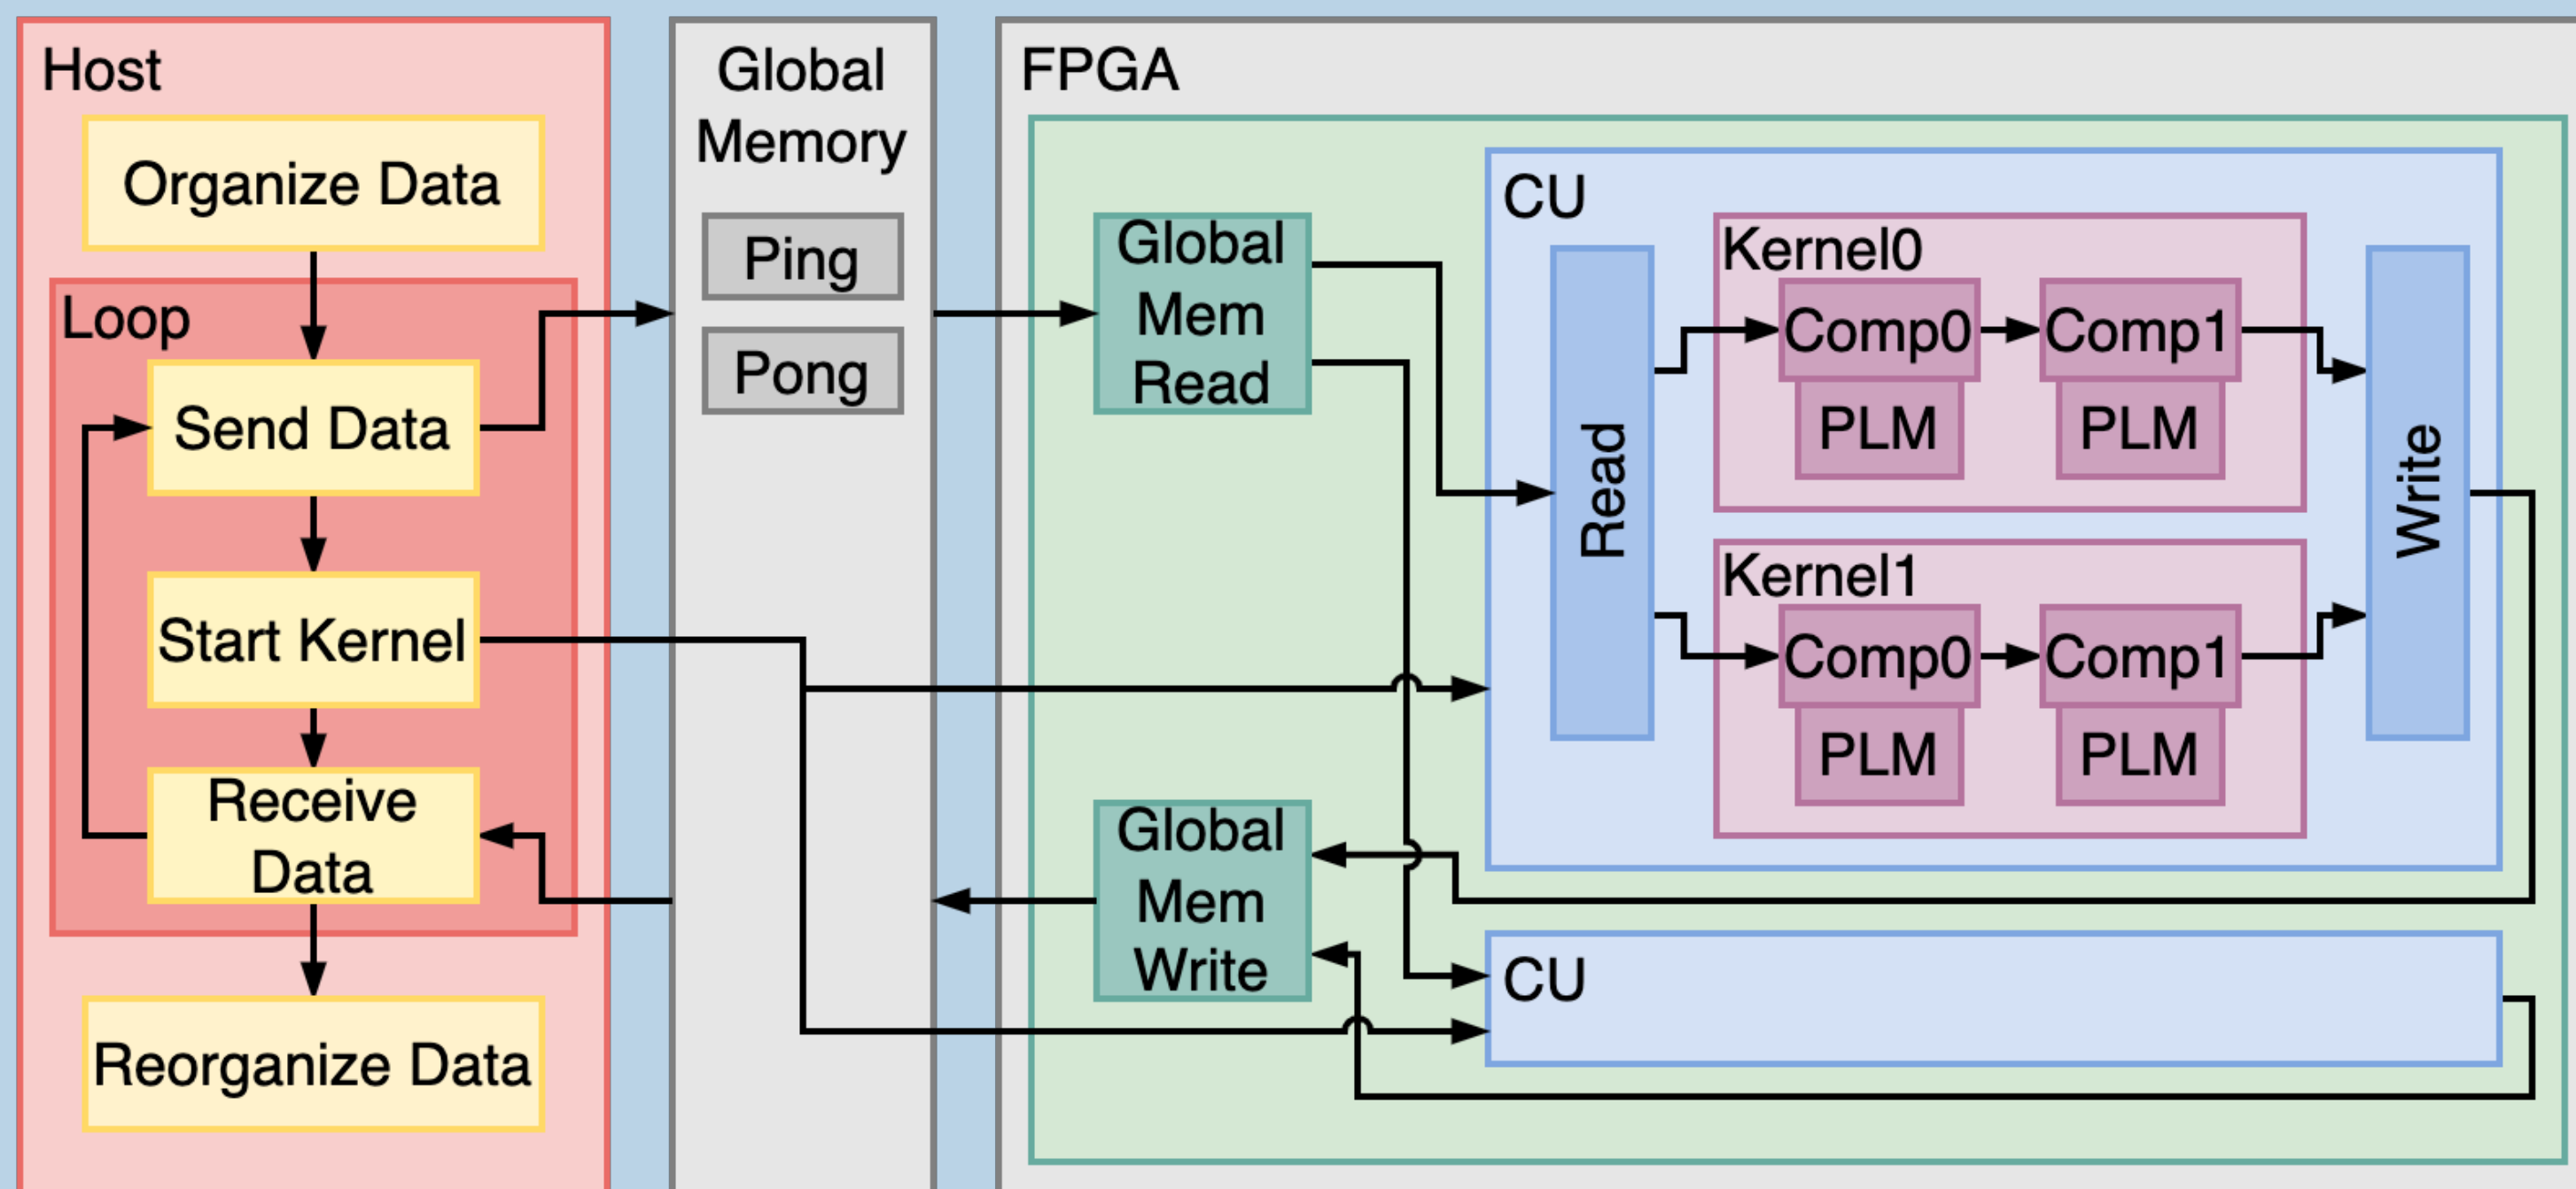 Host
Organize Data
Loop
Send Data
Start Kernel
Receive
Data
Reorganize Data
Global
Memory
Ping
Pong
FPGA
Global
Mem
Read
Global
Mem
Write
CU
Read
Kernel0
Comp0
PLM
Comp1
PLM
Kernel1
Comp0
PLM
Comp1
PLM
Write
CU